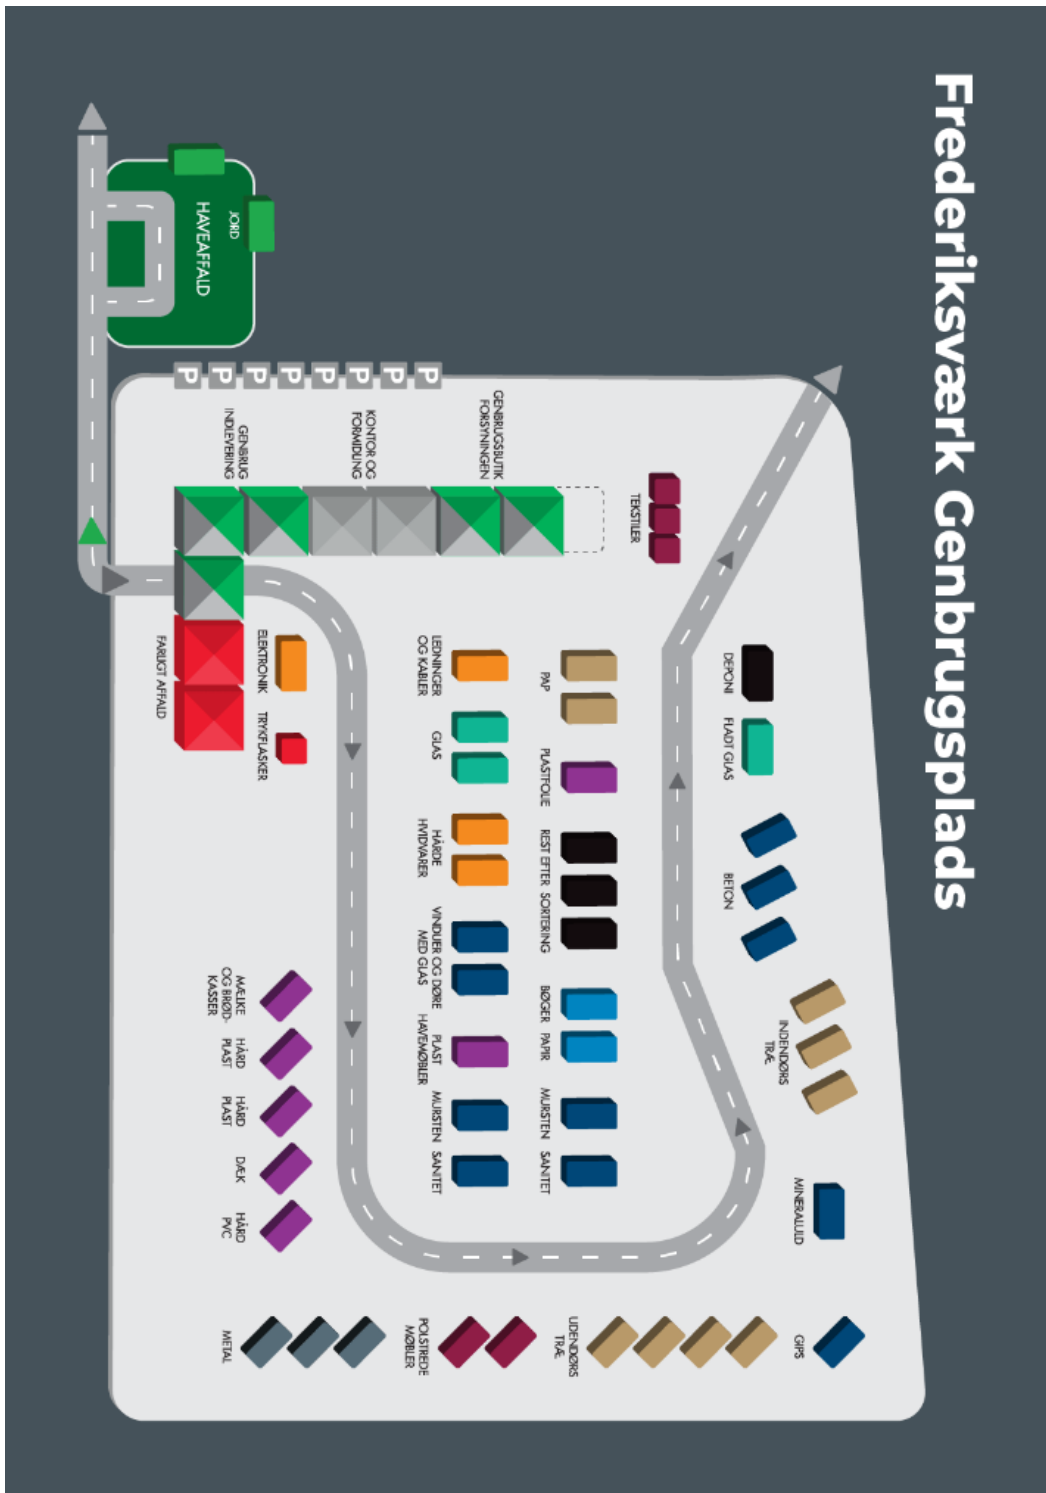 Frederiksværk Genbrugsplads
JORD
HAVEAFFALD
P
P
P
P
P
P
P
P
GENBRUGSBUTIK
FORSYNINGEN
KONTOR OG
FORMIDLING
GENBRUG
INDLEVERING
TEKSTILER
FARLIGT AFFALD
ELEKTRONIK
TRYKFLASKER
DEPONI
FLADT GLAS
BETON
INDENDØRS
TRÆ
MINERALULD
GIPS
PAP
PLASTFOLIE
REST EFTER SORTERING
BØGER
PAPIR
MURSTEN
SANITET
LEDNINGER
OG KABLER
GLAS
HÅRDE
HVIDEVARER
VINDUER OG DØRE
MED GLAS
PLAST
HAVEMØBLER
MURSTEN
SANITET
MÆLKE
OG BRØD-
KASSER
HÅRD
PLAST
HÅRD
PLAST
DÆK
HÅRD
PVC
METAL
POLSTREDE
MØBLER
UDENDØRS
TRÆ